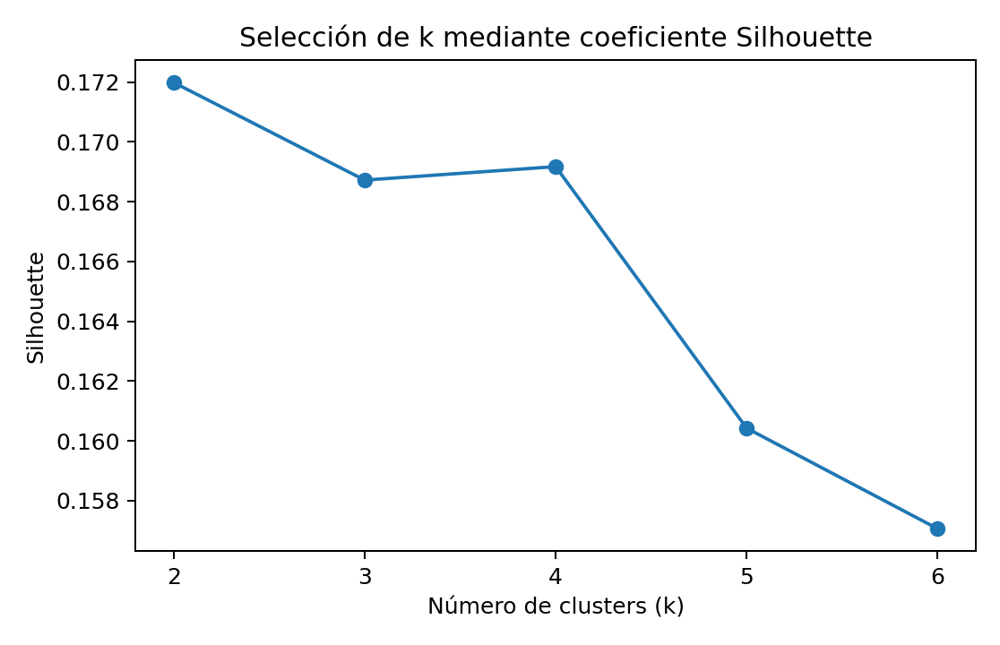 Selección de k mediante coeficiente Silhouette
0.172
0.170
0.168
0.166
0.164
0.162
0.160
0.158
Silhouette
2 3 4 5 6
Número de clusters (k)